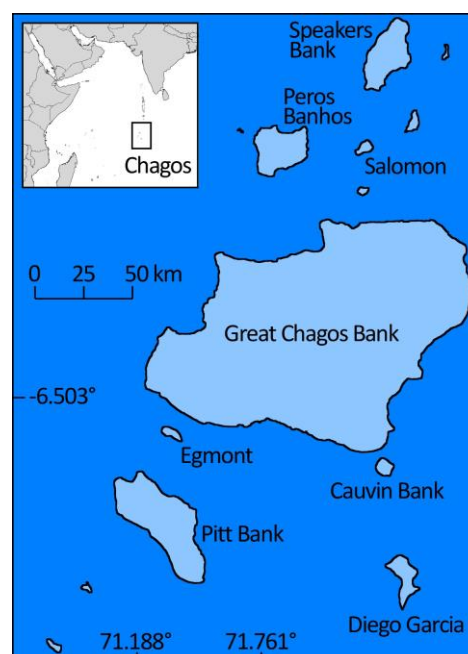 Speakers
Bank
Peros
Banhos
Chagos
Salomon
0 25 50 km
Great Chagos Bank
-6.503°
Egmont
Cauvin Bank
Pitt Bank
Diego Garcia
71.188° 71.761°